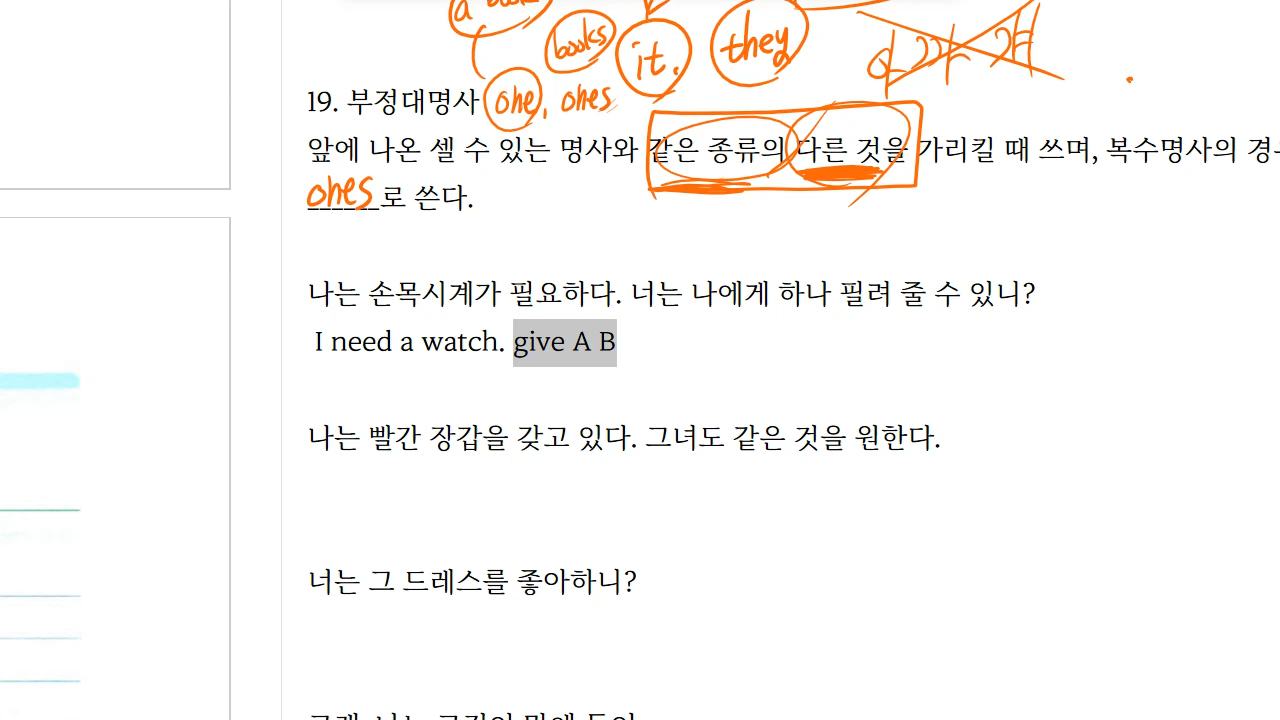 a book
books it. they
19. 부정대명사 one, ones
앞에 나온 셀 수 있는 명사와 같은 종류의 다른 것을 가리킬 때 쓰며, 복수명사의
ones로 쓴다.
나는 손목시계가 필요하다. 너는 나에게 하나 필려 줄 수 있니?
I need a watch. give A B
나는 빨간 장갑을 갖고 있다. 그녀도 같은 것을 원한다.
너는 그 드레스를 좋아하니?